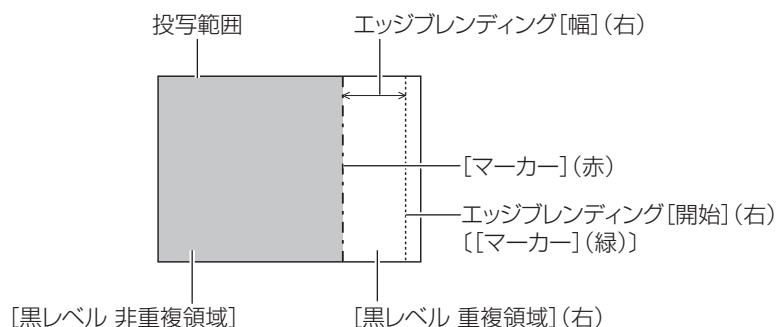 投写範囲
エッジブレンディング[幅](右)
[マーカー](赤)
エッジブレンディング[開始](右)
〔[マーカー](緑)〕
[黒レベル 非重複領域]
[黒レベル 重複領域](右)